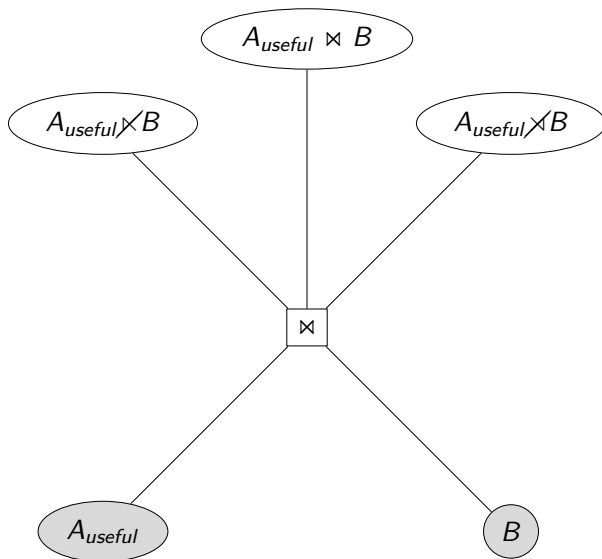 A_useful ⋈ B
A_useful ⋉̸ B
A_useful ⋊̸ B
⋈
A_useful
B